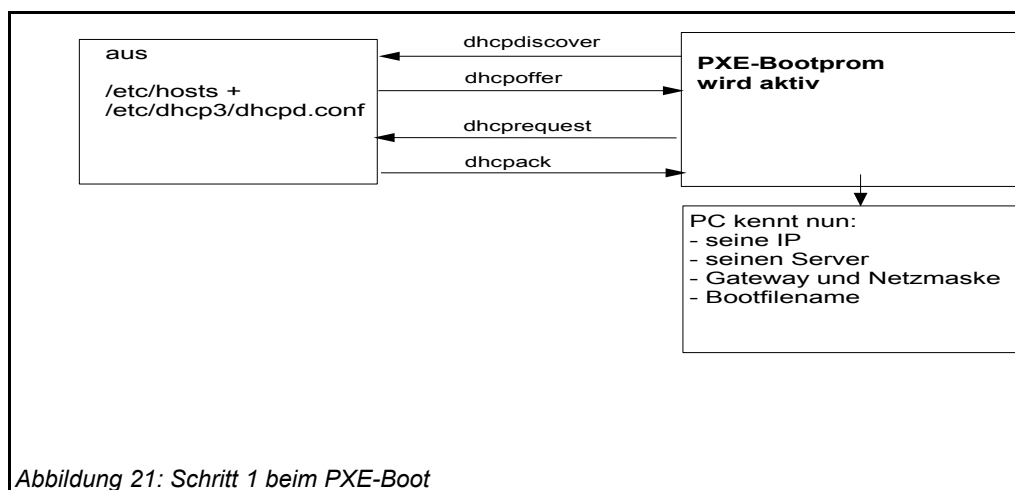 aus
/etc/hosts +
/etc/dhcp3/dhcpd.conf
dhcpdiscover
dhcpoffer
dhcprequest
dhcpack
PXE-Bootprom
wird aktiv
PC kennt nun:
- seine IP
- seinen Server
- Gateway und Netzmaske
- Bootfilename
Abbildung 21: Schritt 1 beim PXE-Boot